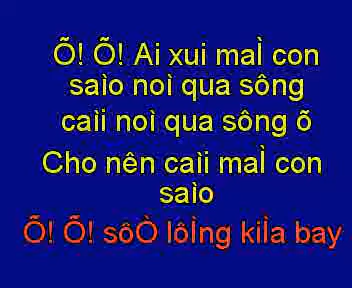 Õ! Õ! Ai xui maÌ con
saìo noì qua sông
caìi noì qua sông õ
Cho nên caìi maÌ con
saìo
Õ! Õ! sôÒ lôÌng kiÌa bay